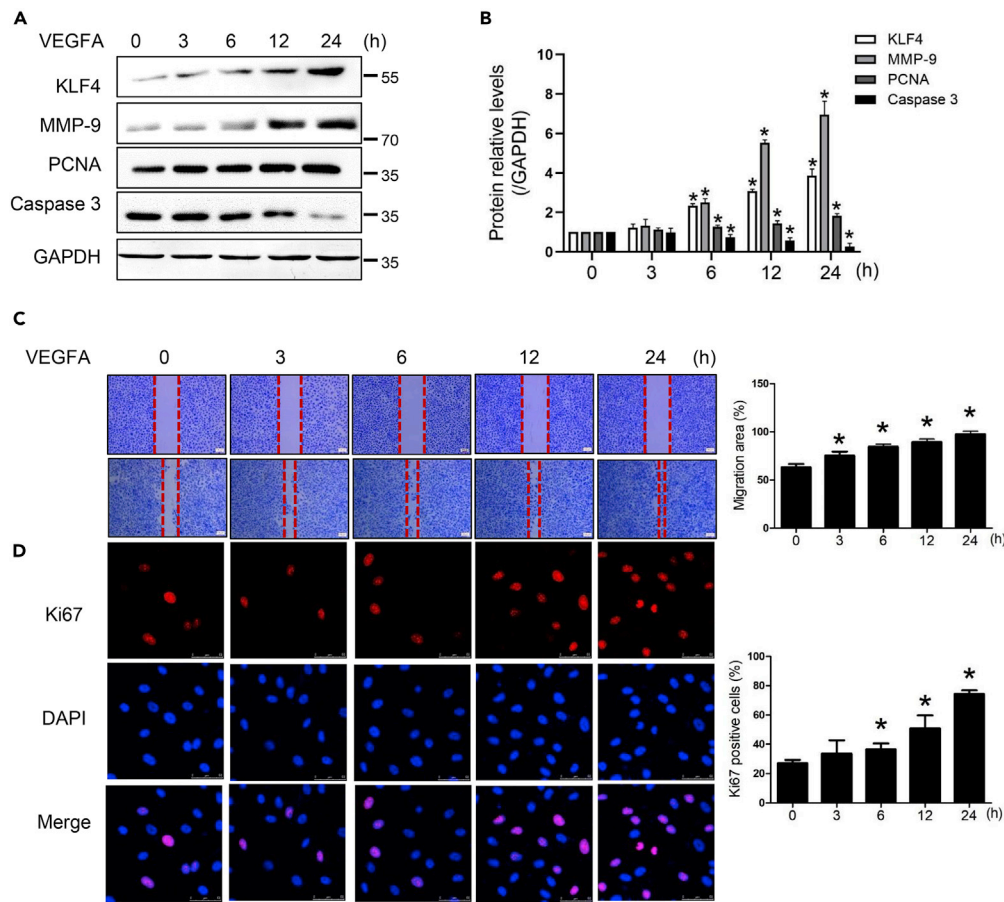 A
VEGFA 0 3 6 12 24 (h)
KLF4 55
MMP-9 70
PCNA 35
Caspase 3 35
GAPDH 35
B
KLF4
MMP-9
PCNA
Caspase 3
Protein relative levels
(/GAPDH)
10
8
6
4
2
0
* * * * * * * * * * * *
0 3 6 12 24 (h)
C
VEGFA 0 3 6 12 24 (h)
Migration area (%)
150
100
50
0
* * * *
0 3 6 12 24 (h)
D
Ki67
DAPI
Merge
Ki67 positive cells (%)
100
80
60
40
20
0
* * *
0 3 6 12 24 (h)